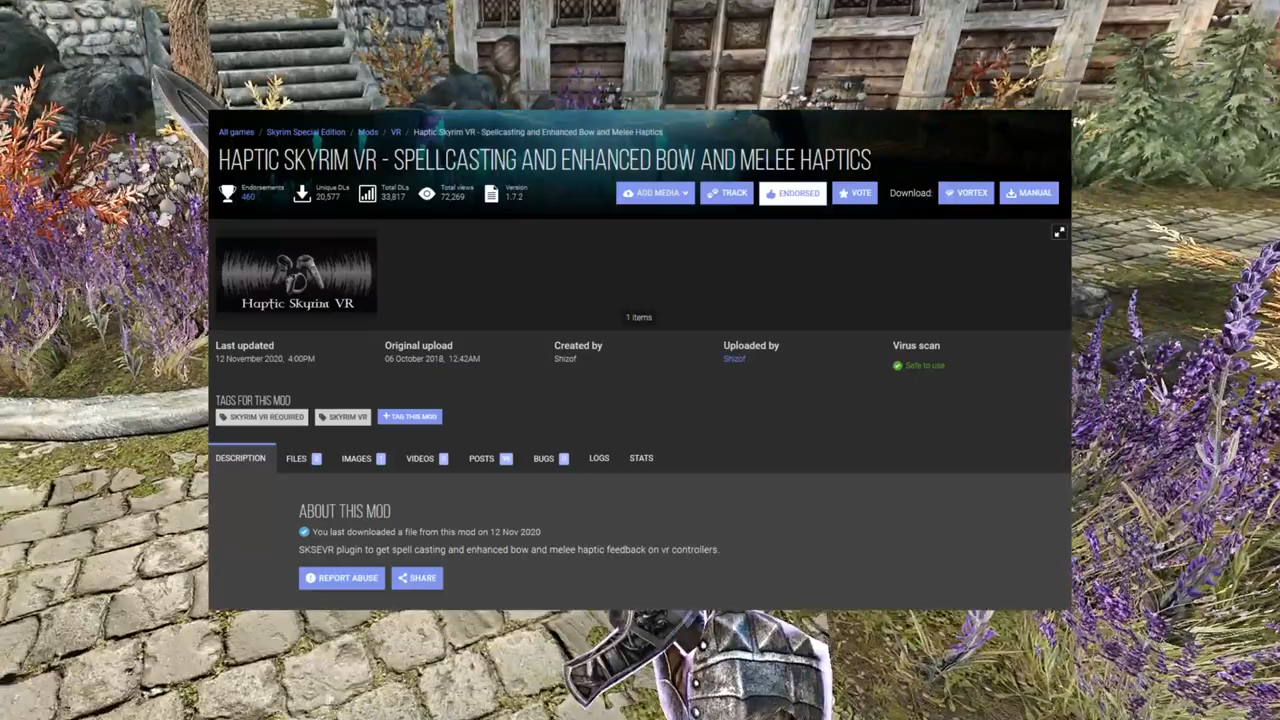 All games / Skyrim Special Edition / Mods / VR / Haptic Skyrim VR - Spellcasting and Enhanced Bow and Melee Haptics
HAPTIC SKYRIM VR - SPELLCASTING AND ENHANCED BOW AND MELEE HAPTICS
Endorsements Unique DLs Total DLs Total views Version
460 20,577 33,817 72,269 1.7.2
ADD MEDIA TRACK ENDORSED VOTE Download: VORTEX MANUAL
Haptic Skyrim VR
1 items
Last updated Original upload Created by Uploaded by Virus scan
12 November 2020, 4:00PM 06 October 2018, 12:42AM Shizof Shizof Safe to use
TAGS FOR THIS MOD
SKYRIM VR REQUIRED SKYRIM VR + TAG THIS MOD
DESCRIPTION FILES IMAGES VIDEOS POSTS BUGS LOGS STATS
ABOUT THIS MOD
You last downloaded a file from this mod on 12 Nov 2020
SKSEVR plugin to get spell casting and enhanced bow and melee haptic feedback on vr controllers.
REPORT ABUSE SHARE